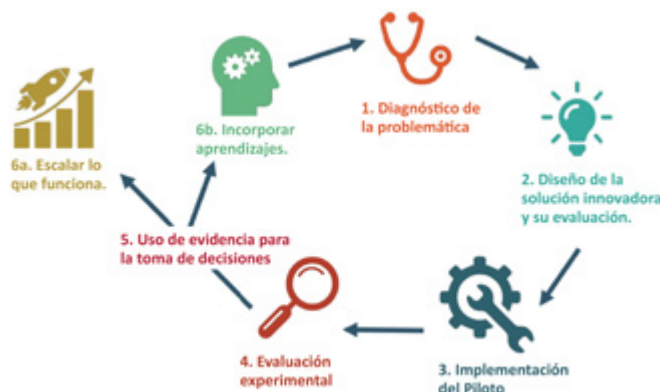 1. Diagnóstico de
la problemática
2. Diseño de la
solución innovadora
y su evaluación.
3. Implementación
del Piloto
4. Evaluación
experimental
5. Uso de evidencia para
la toma de decisiones
6a. Escalar lo
que funciona.
6b. Incorporar
aprendizajes.